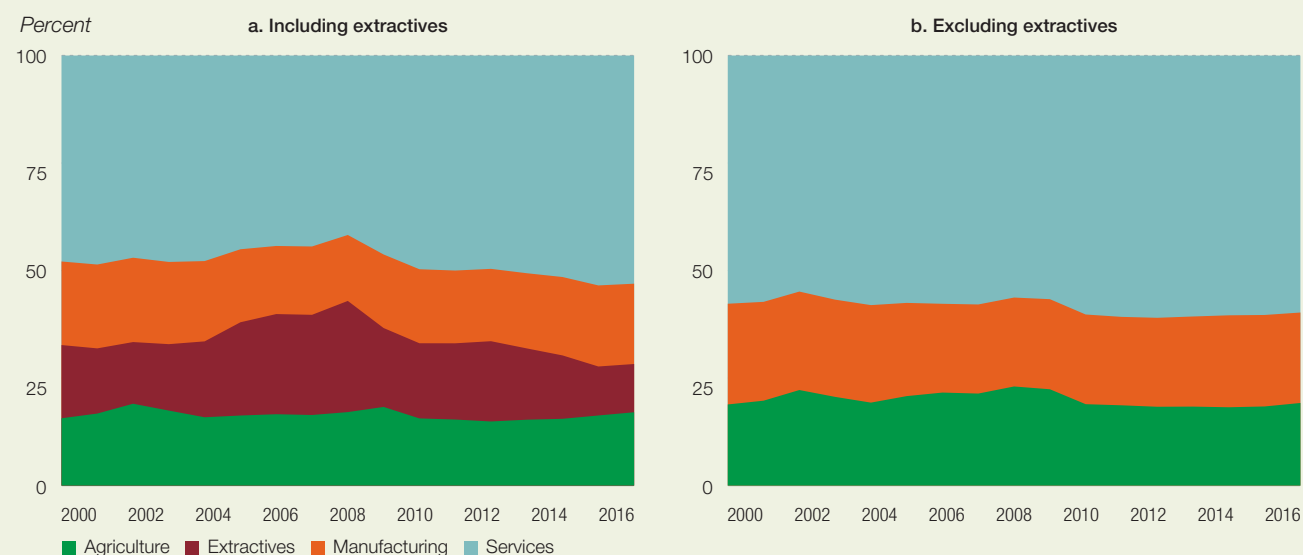 Percent
a. Including extractives
b. Excluding extractives
100
75
50
25
0
2000 2002 2004 2006 2008 2010 2012 2014 2016
100
75
50
25
0
2000 2002 2004 2006 2008 2010 2012 2014 2016
Agriculture Extractives Manufacturing Services